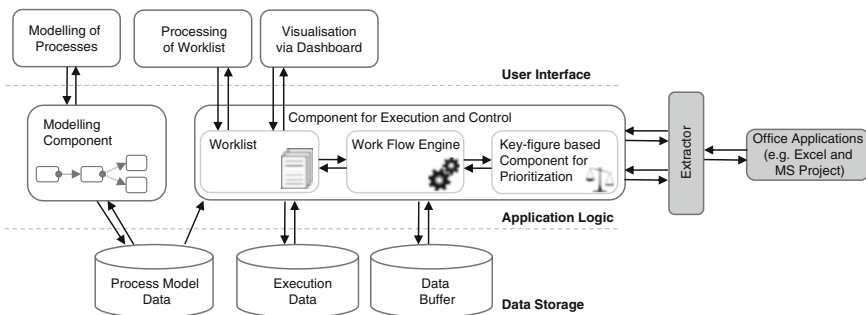 Modelling of
Processes
Processing
of Worklist
Visualisation
via Dashboard
User Interface
Component for Execution and Control
Modelling
Component
Worklist
Work Flow Engine
Key-figure based
Component for
Prioritization
Extractor
Office Applications
(e.g. Excel and
MS Project)
Application Logic
Process Model
Data
Execution
Data
Data
Buffer
Data Storage